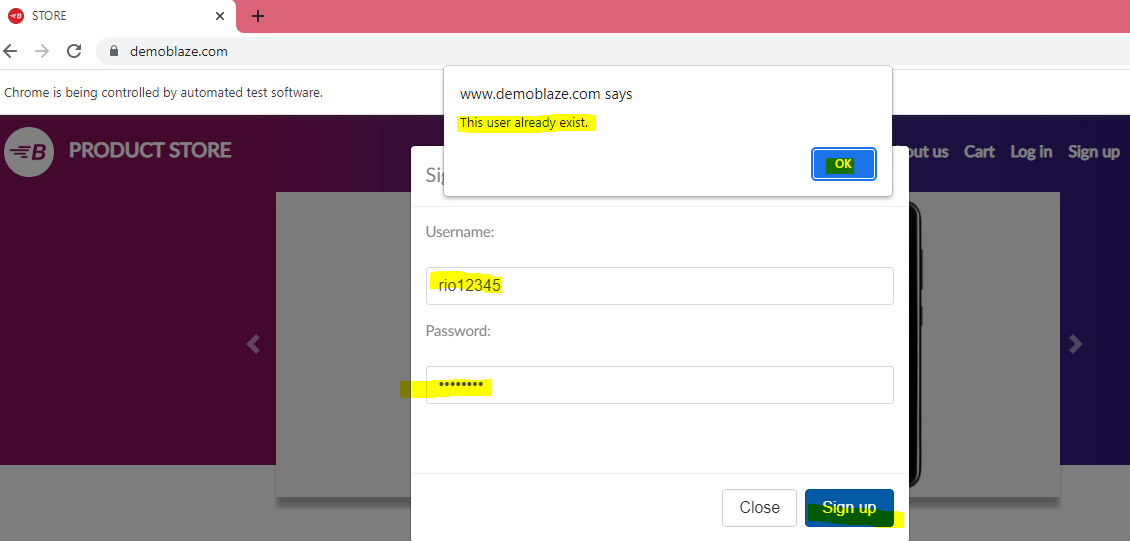 STORE
demoblaze.com
Chrome is being controlled by automated test software.
www.demoblaze.com says
This user already exist.
OK
B PRODUCT STORE
out us Cart Log in Sign up
Sig
Username:
rio12345
Password:
••••••••
Close Sign up